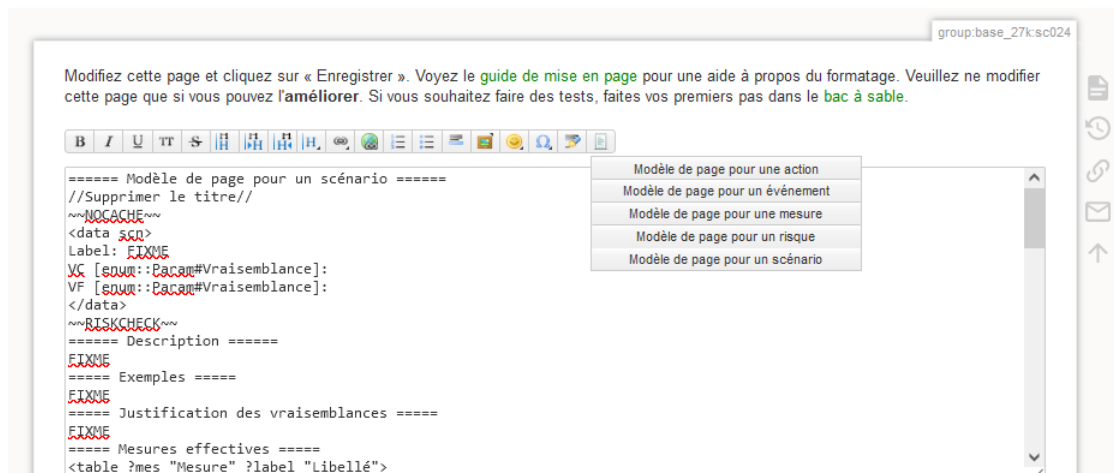 group:base_27k:sc024
Modifiez cette page et cliquez sur « Enregistrer ». Voyez le guide de mise en page pour une aide à propos du formatage. Veuillez ne modifier
cette page que si vous pouvez l'améliorer. Si vous souhaitez faire des tests, faites vos premiers pas dans le bac à sable.
B I U TT S H H H H Ω
Modèle de page pour une action
Modèle de page pour un événement
Modèle de page pour une mesure
Modèle de page pour un risque
Modèle de page pour un scénario
====== Modèle de page pour un scénario ======
//Supprimer le titre//
~~NOCACHE~~
<data scn>
Label: FIXME
VC [enum::Param#Vraisemblance]:
VF [enum::Param#Vraisemblance]:
</data>
~~RISKCHECK~~
====== Description ======
FIXME
===== Exemples =====
FIXME
===== Justification des vraisemblances =====
FIXME
===== Mesures effectives =====
<table ?mes "Mesure" ?label "Libellé">